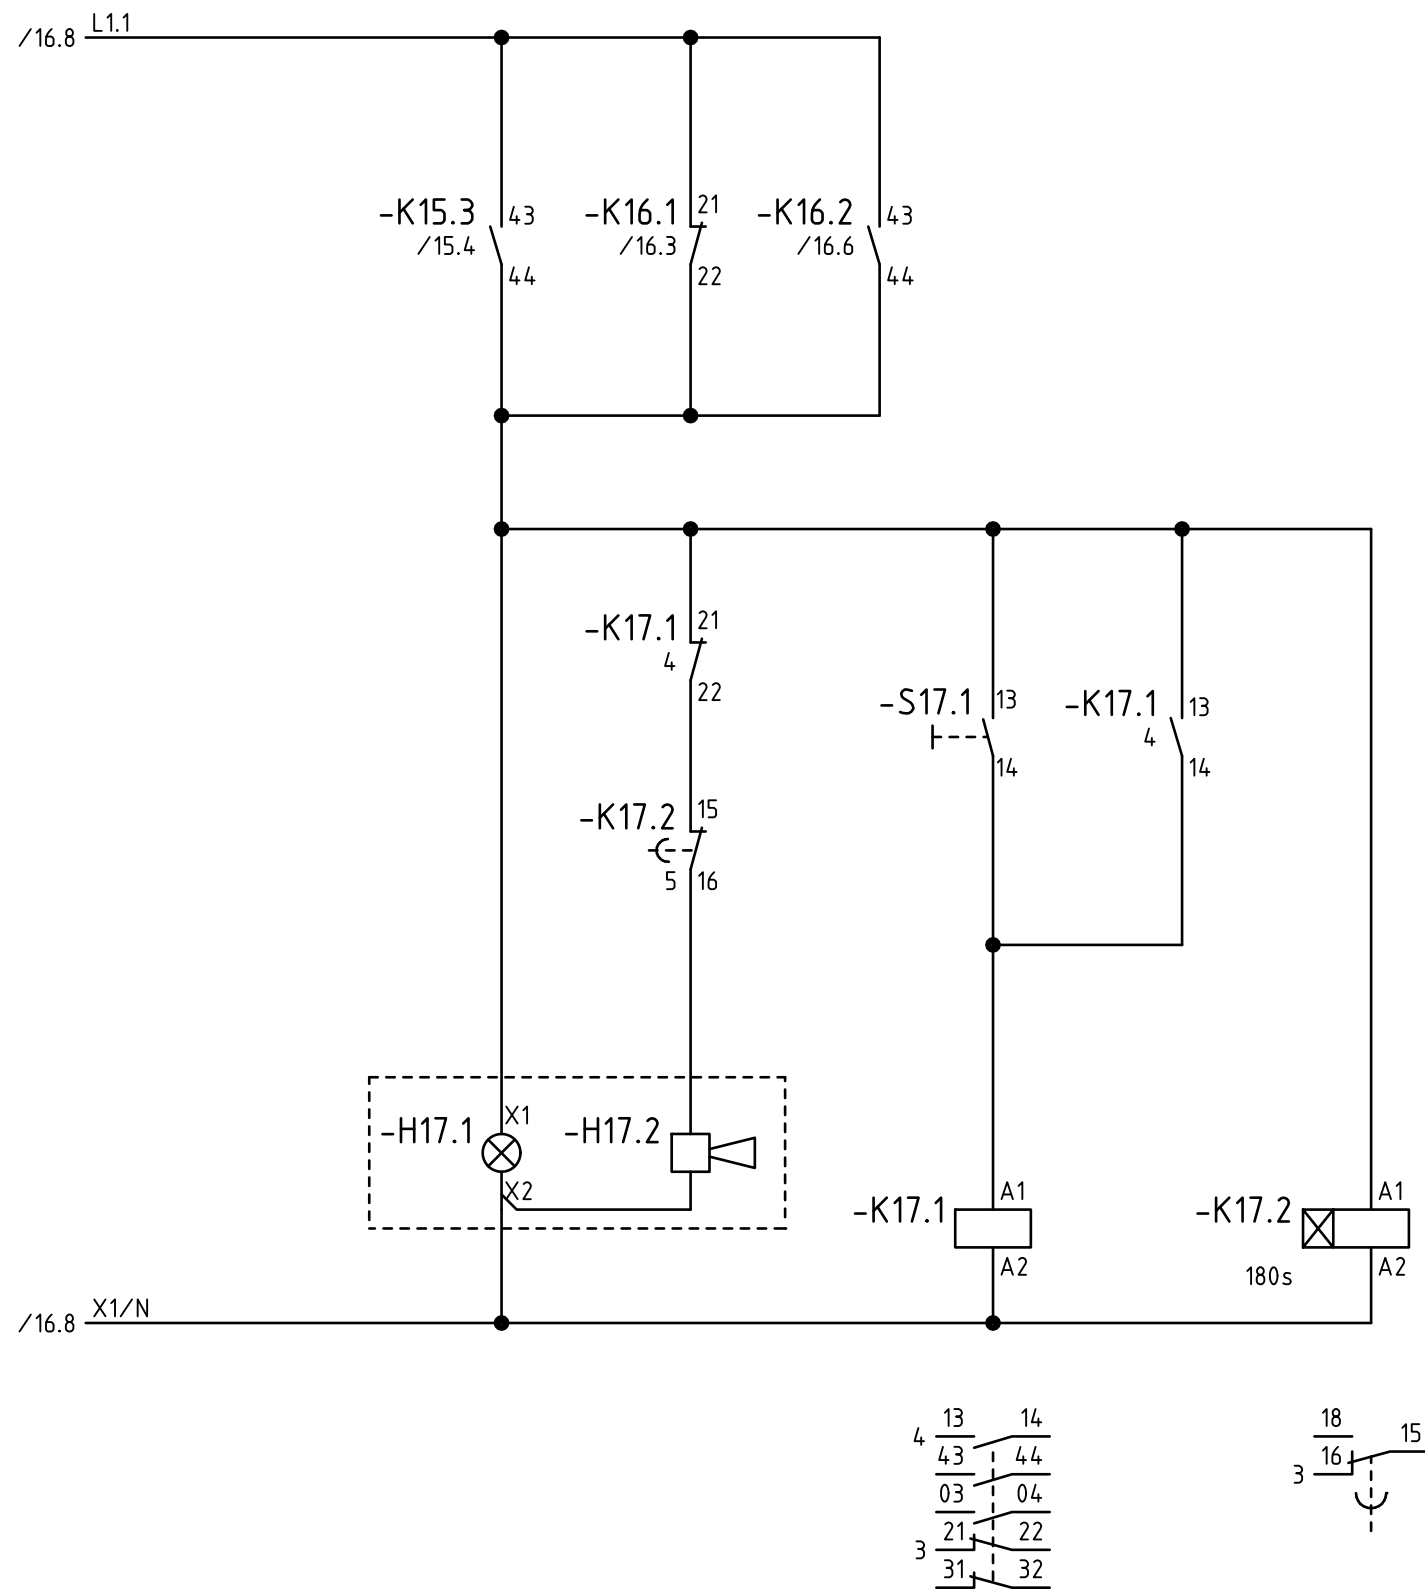 /16.8 L1.1
-K15.3 43
/15.4
44
-K16.1 21
/16.3
22
-K16.2 43
/16.6
44
-K17.1 21
4
22
-S17.1 13
14
-K17.1 13
4
14
-K17.2 15
5 16
-H17.1 X1
X2
-H17.2
-K17.1 A1
A2
-K17.2 A1
180s A2
/16.8 X1/N
4 13 14
43 44
03 04
3 21 22
31 32
18
3 16 15